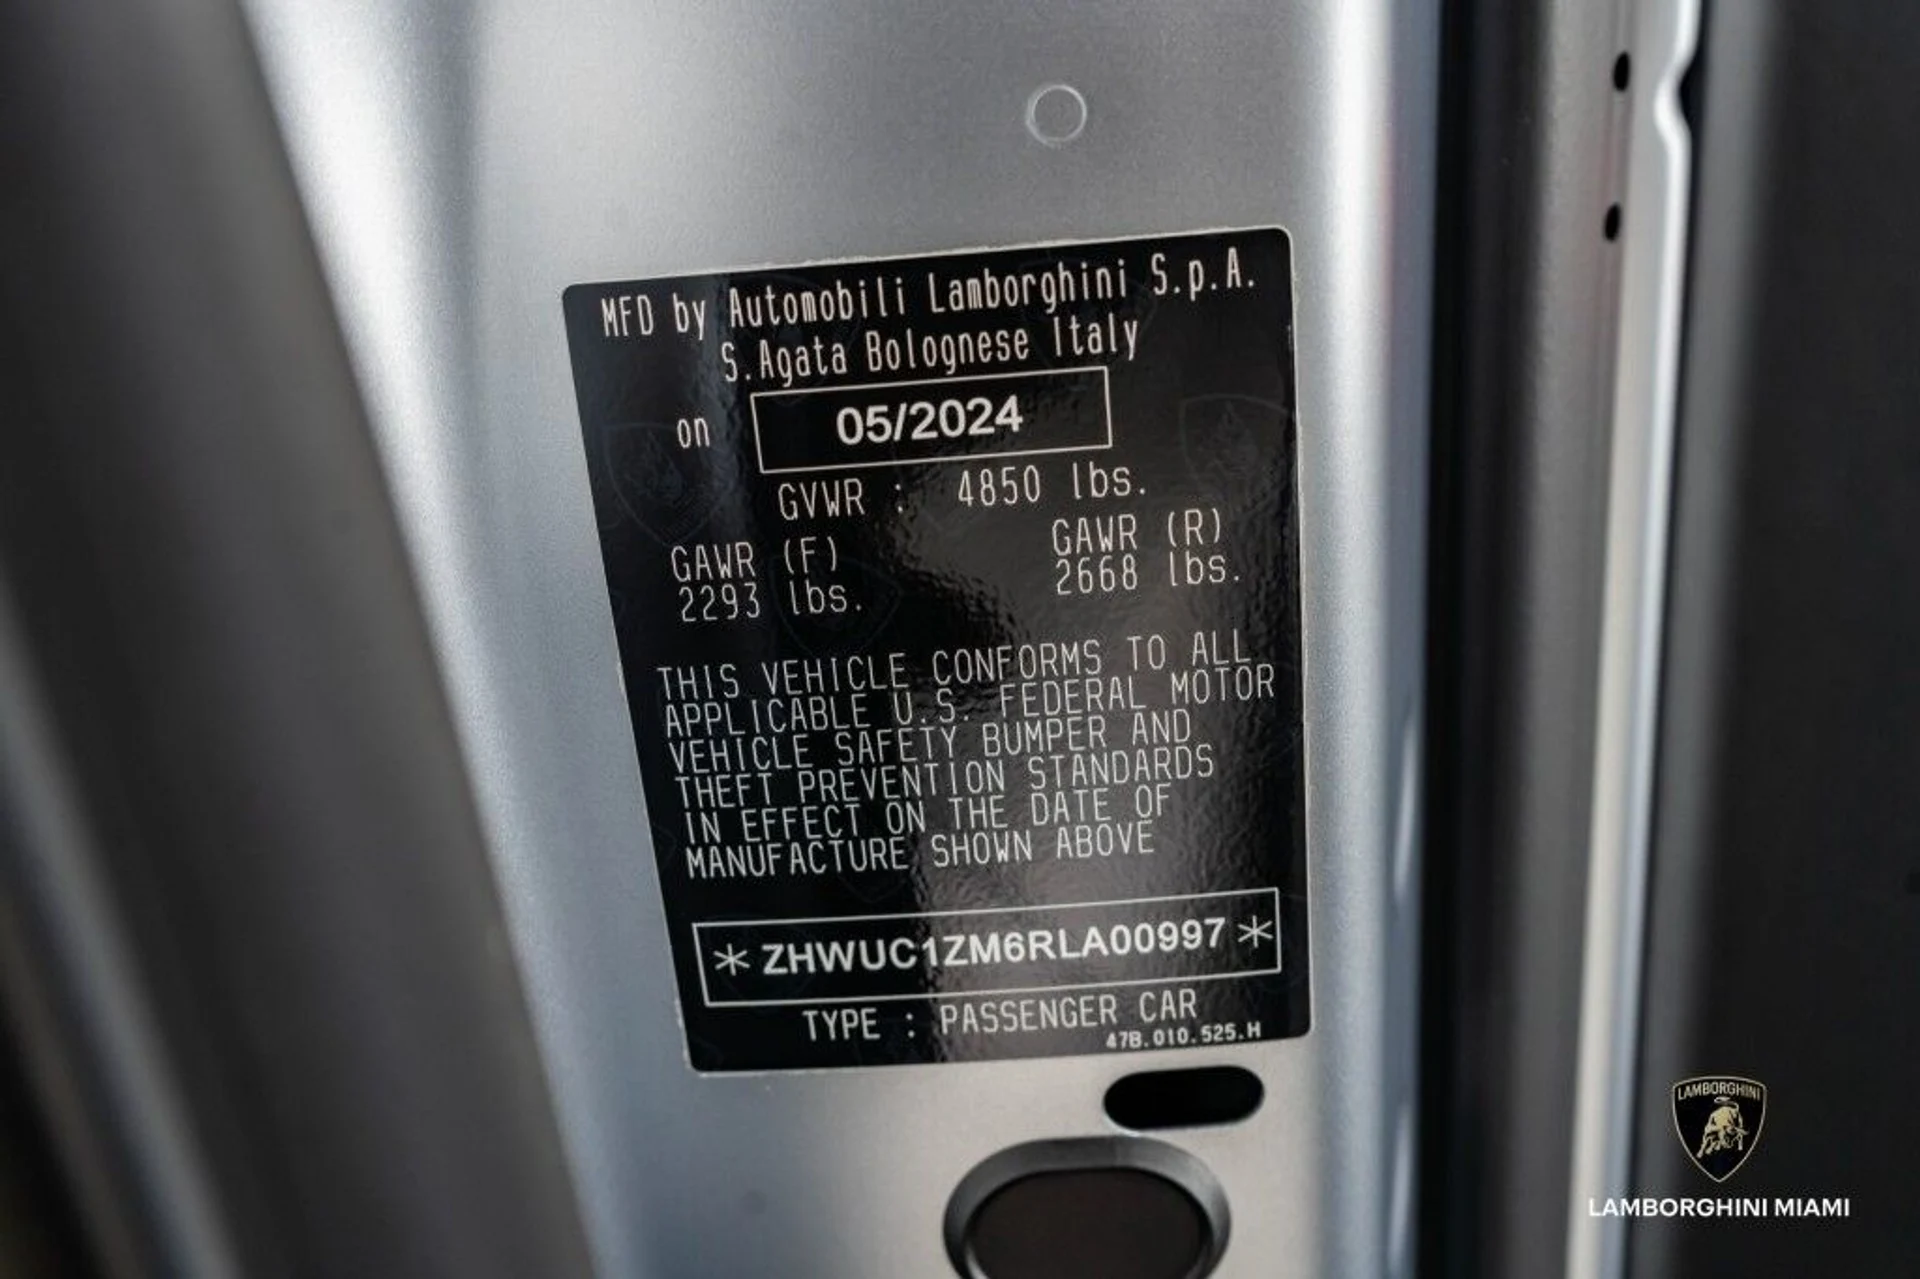 MFD by Automobili Lamborghini S.p.A.
S.Agata Bolognese Italy
on 05/2024
GVWR : 4850 lbs.
GAWR (F) GAWR (R)
2293 lbs. 2668 lbs.
THIS VEHICLE CONFORMS TO ALL
APPLICABLE U.S. FEDERAL MOTOR
VEHICLE SAFETY BUMPER AND
THEFT PREVENTION STANDARDS
IN EFFECT ON THE DATE OF
MANUFACTURE SHOWN ABOVE
*ZHWUC1ZM6RLA00997*
TYPE : PASSENGER CAR
47B.010.525.H
LAMBORGHINI
LAMBORGHINI MIAMI